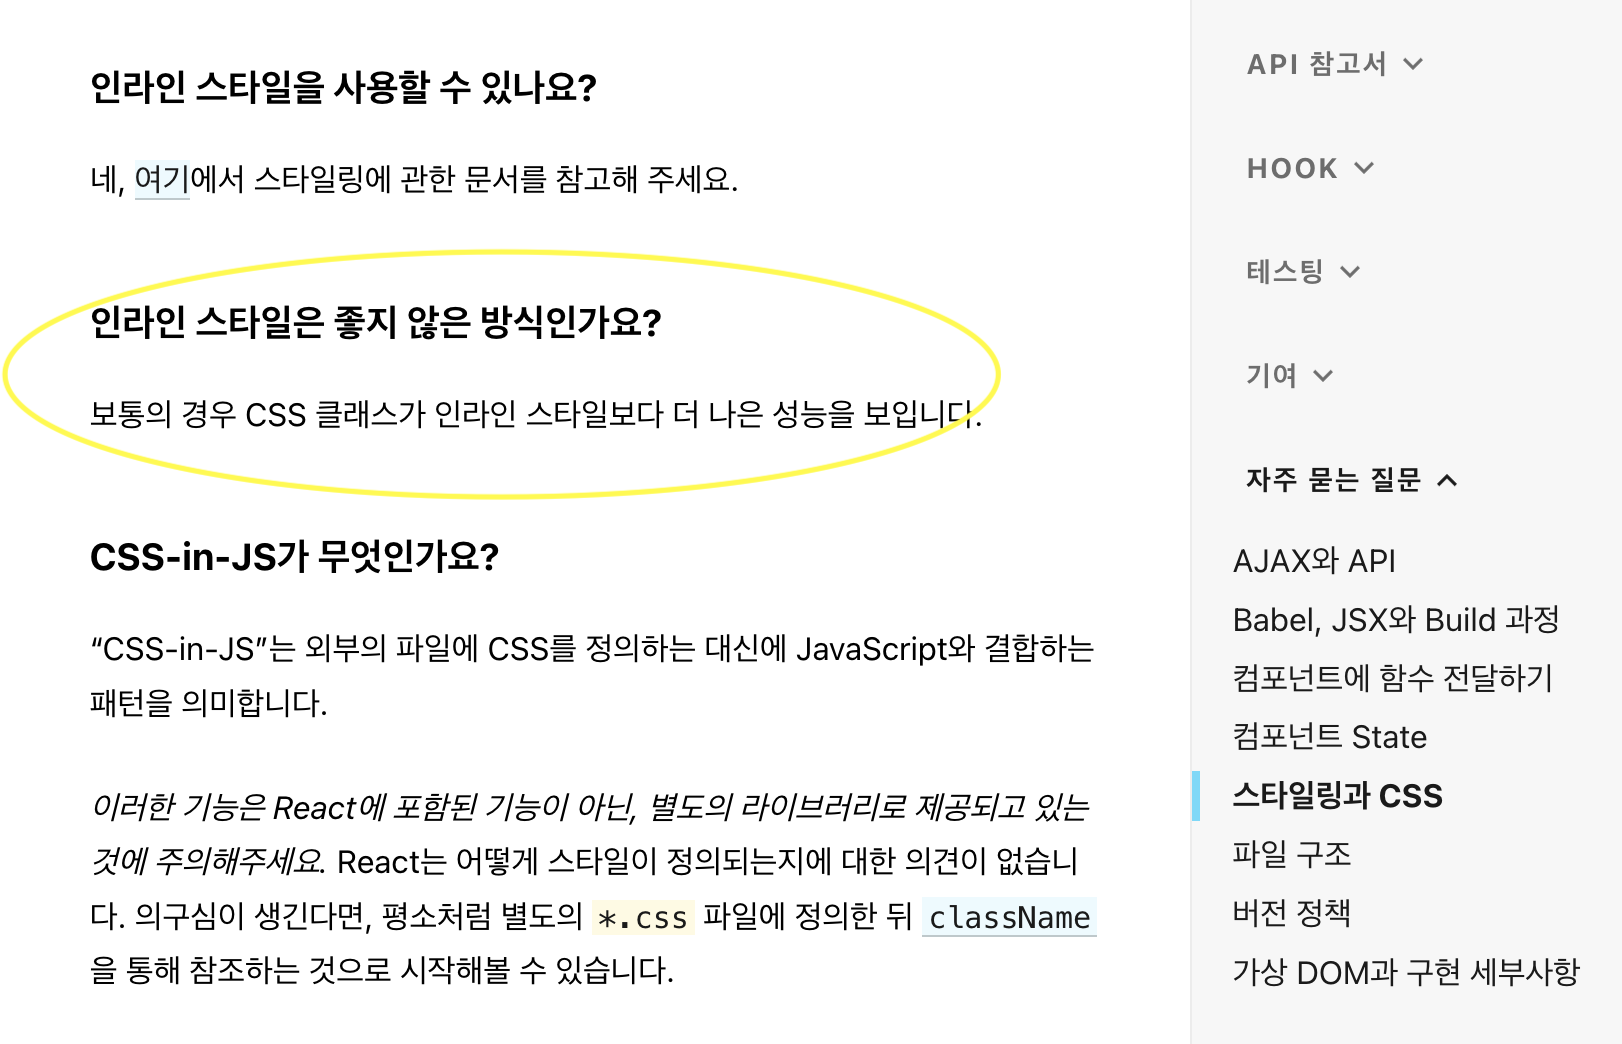 인라인 스타일을 사용할 수 있나요?
네, 여기에서 스타일링에 관한 문서를 참고해 주세요.
인라인 스타일은 좋지 않은 방식인가요?
보통의 경우 CSS 클래스가 인라인 스타일보다 더 나은 성능을 보입니다.
CSS-in-JS가 무엇인가요?
“CSS-in-JS”는 외부의 파일에 CSS를 정의하는 대신에 JavaScript와 결합하는
패턴을 의미합니다.
이러한 기능은 React에 포함된 기능이 아닌, 별도의 라이브러리로 제공되고 있는
것에 주의해주세요. React는 어떻게 스타일이 정의되는지에 대한 의견이 없습니
다. 의구심이 생긴다면, 평소처럼 별도의 *.css 파일에 정의한 뒤 className
을 통해 참조하는 것으로 시작해볼 수 있습니다.
API 참고서
HOOK
테스팅
기여
자주 묻는 질문
AJAX와 API
Babel, JSX와 Build 과정
컴포넌트에 함수 전달하기
컴포넌트 State
스타일링과 CSS
파일 구조
버전 정책
가상 DOM과 구현 세부사항